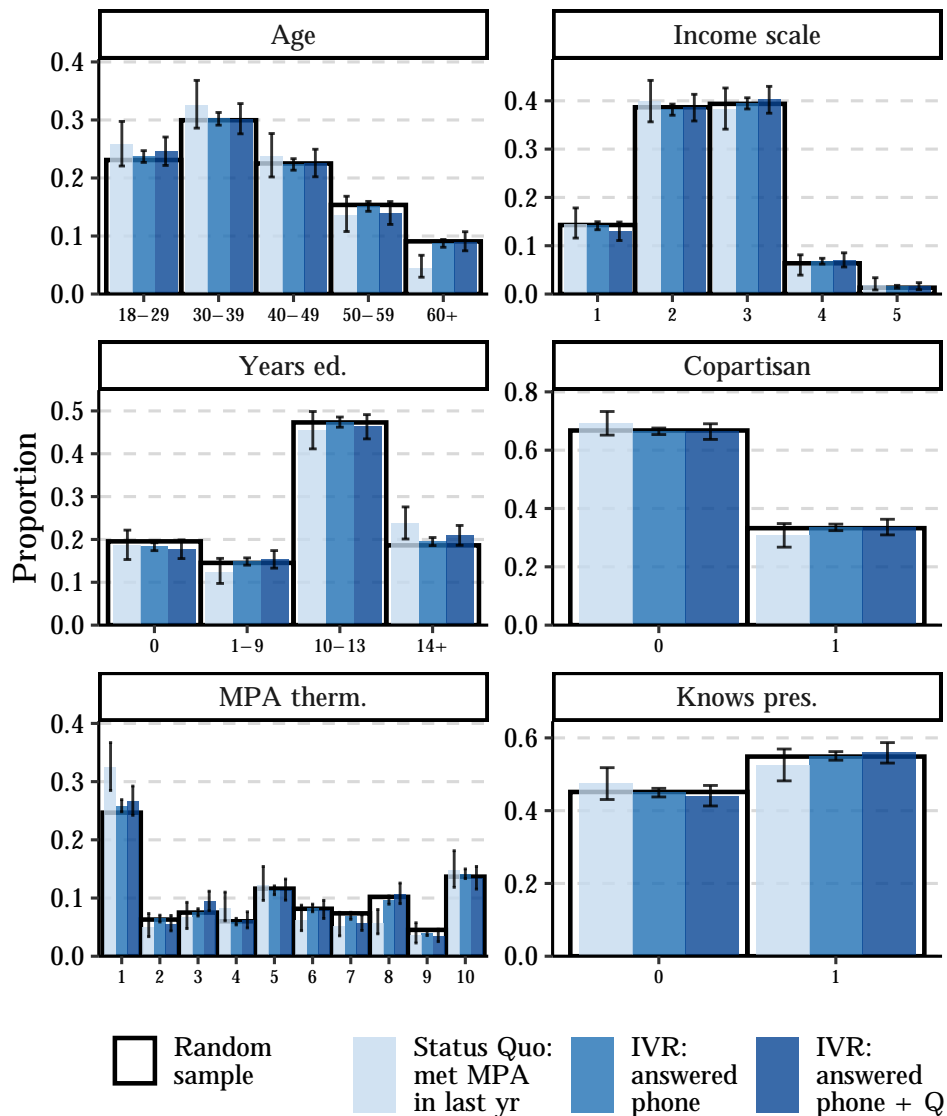 Age
Income scale
0.4
0.3
0.2
0.1
0.0
18−29 30−39 40−49 50−59 60+
0.4
0.3
0.2
0.1
0.0
1 2 3 4 5
Years ed.
Copartisan
Proportion
0.5
0.4
0.3
0.2
0.1
0.0
0 1−9 10−13 14+
0.8
0.6
0.4
0.2
0.0
0 1
MPA therm.
Knows pres.
0.4
0.3
0.2
0.1
0.0
1 2 3 4 5 6 7 8 9 10
0.6
0.4
0.2
0.0
0 1
Random
sample
Status Quo:
met MPA
in last yr
IVR:
answered
phone
IVR:
answered
phone + Q